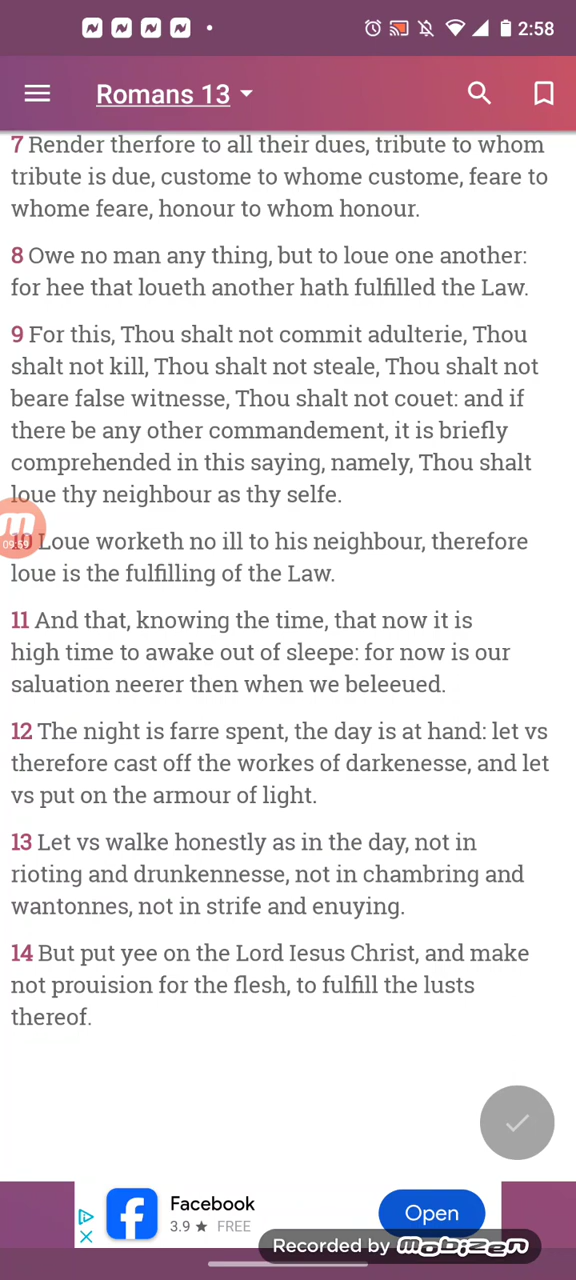 2:58
Romans 13
7 Render therfore to all their dues, tribute to whom
tribute is due, custome to whome custome, feare to
whome feare, honour to whom honour.
8 Owe no man any thing, but to loue one another:
for hee that loueth another hath fulfilled the Law.
9 For this, Thou shalt not commit adulterie, Thou
shalt not kill, Thou shalt not steale, Thou shalt not
beare false witnesse, Thou shalt not couet: and if
there be any other commandement, it is briefly
comprehended in this saying, namely, Thou shalt
loue thy neighbour as thy selfe.
09:59
10 Loue worketh no ill to his neighbour, therefore
loue is the fulfilling of the Law.
11 And that, knowing the time, that now it is
high time to awake out of sleepe: for now is our
saluation neerer then when we beleeued.
12 The night is farre spent, the day is at hand: let vs
therefore cast off the workes of darkenesse, and let
vs put on the armour of light.
13 Let vs walke honestly as in the day, not in
rioting and drunkennesse, not in chambring and
wantonnes, not in strife and enuying.
14 But put yee on the Lord Iesus Christ, and make
not prouision for the flesh, to fulfill the lusts
thereof.
Facebook
3.9 ★ FREE
Open
Recorded by mobizen